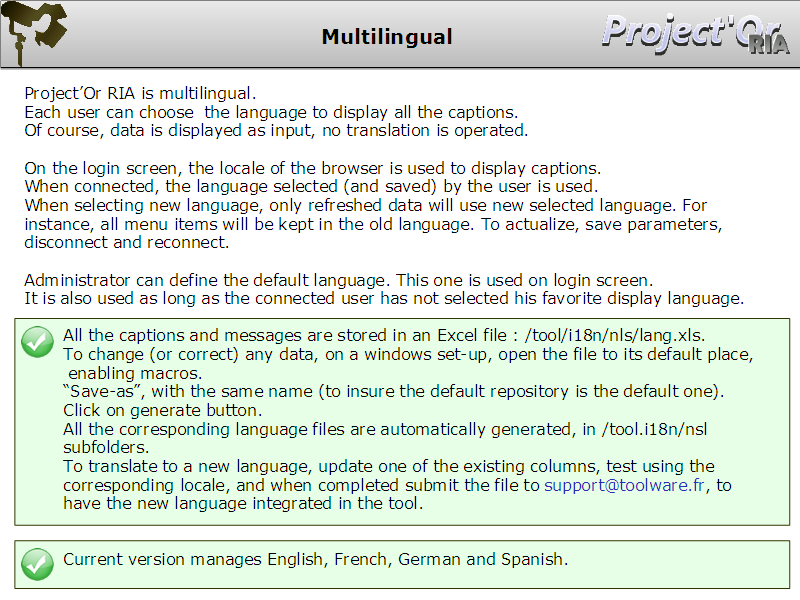 Multilingual
Project'Or
RIA
Project’Or RIA is multilingual.
Each user can choose  the language to display all the captions.
Of course, data is displayed as input, no translation is operated.
On the login screen, the locale of the browser is used to display captions.
When connected, the language selected (and saved) by the user is used.
When selecting new language, only refreshed data will use new selected language. For
instance, all menu items will be kept in the old language. To actualize, save parameters,
disconnect and reconnect.
Administrator can define the default language. This one is used on login screen.
It is also used as long as the connected user has not selected his favorite display language.
All the captions and messages are stored in an Excel file : /tool/i18n/nls/lang.xls.
To change (or correct) any data, on a windows set-up, open the file to its default place,
enabling macros.
“Save-as”, with the same name (to insure the default repository is the default one).
Click on generate button.
All the corresponding language files are automatically generated, in /tool.i18n/nsl
subfolders.
To translate to a new language, update one of the existing columns, test using the
corresponding locale, and when completed submit the file to support@toolware.fr, to
have the new language integrated in the tool.
Current version manages English, French, German and Spanish.